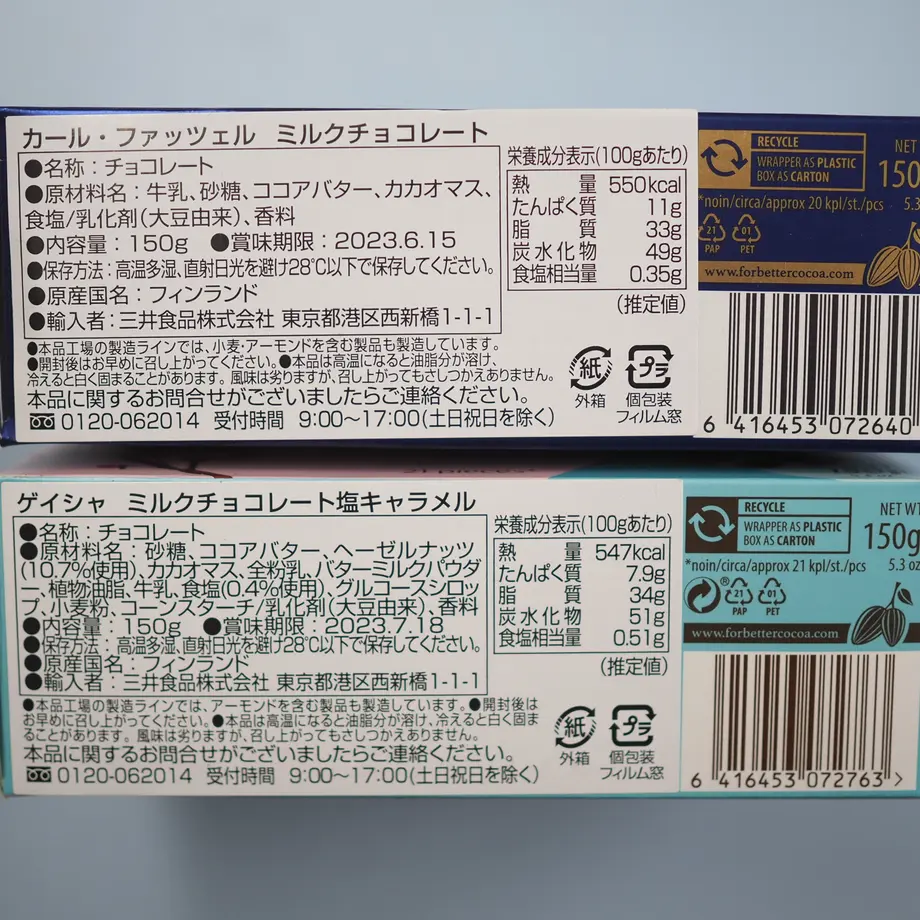 カール・ファッツェル ミルクチョコレート
●名称：チョコレート
●原材料名：牛乳、砂糖、ココアバター、カカオマス、
食塩/乳化剤(大豆由来)、香料
●内容量：150g ●賞味期限：2023.6.15
●保存方法：高温多湿、直射日光を避け28℃以下で保存してください。
●原産国名：フィンランド
●輸入者：三井食品株式会社 東京都港区西新橋1-1-1
栄養成分表示(100gあたり)
熱量 550kcal
たんぱく質 11g
脂質 33g
炭水化物 49g
食塩相当量 0.35g
(推定値)
●本品工場の製造ラインでは、小麦・アーモンドを含む製品も製造しています。
●開封後はお早めに召し上がってください。●本品は高温になると油脂分が溶け、
冷えると白く固まることがあります。風味は劣りますが、召し上がってもさしつかえありません。
本品に関するお問合せがございましたらご連絡ください。
0120-062014 受付時間 9:00～17:00(土日祝日を除く)
紙
外箱
プラ
個包装
フィルム窓
RECYCLE
WRAPPER AS PLASTIC
BOX AS CARTON
NET
150
*noin/circa/approx 20 kpl/st./pcs 5.3
21
PAP
01
PET
www.forbettercocoa.com
6 416453 072640
ゲイシャ ミルクチョコレート塩キャラメル
●名称：チョコレート
●原材料名：砂糖、ココアバター、ヘーゼルナッツ
(10.7%使用)、カカオマス、全粉乳、バターミルクパウダ
ー、植物油脂、牛乳、食塩(0.4%使用)、グルコースシロッ
プ、小麦粉、コーンスターチ/乳化剤(大豆由来)、香料
●内容量：150g ●賞味期限：2023.7.18
●保存方法：高温多湿、直射日光を避け28℃以下で保存してください。
●原産国名：フィンランド
●輸入者：三井食品株式会社 東京都港区西新橋1-1-1
栄養成分表示(100gあたり)
熱量 547kcal
たんぱく質 7.9g
脂質 34g
炭水化物 51g
食塩相当量 0.51g
(推定値)
●本品工場の製造ラインでは、アーモンドを含む製品も製造しています。●開封後は
お早めに召し上がってください。●本品は高温になると油脂分が溶け、冷えると白く固ま
ることがあります。風味は劣りますが、召し上がってもさしつかえありません。
本品に関するお問合せがございましたらご連絡ください。
0120-062014 受付時間 9:00～17:00(土日祝日を除く)
紙
外箱
プラ
個包装
フィルム窓
RECYCLE
WRAPPER AS PLASTIC
BOX AS CARTON
NET WT
150g
*noin/circa/approx 21 kpl/st./pcs 5.3 oz
®
21
PAP
01
PET
www.forbettercocoa.com
6 416453 072763 >